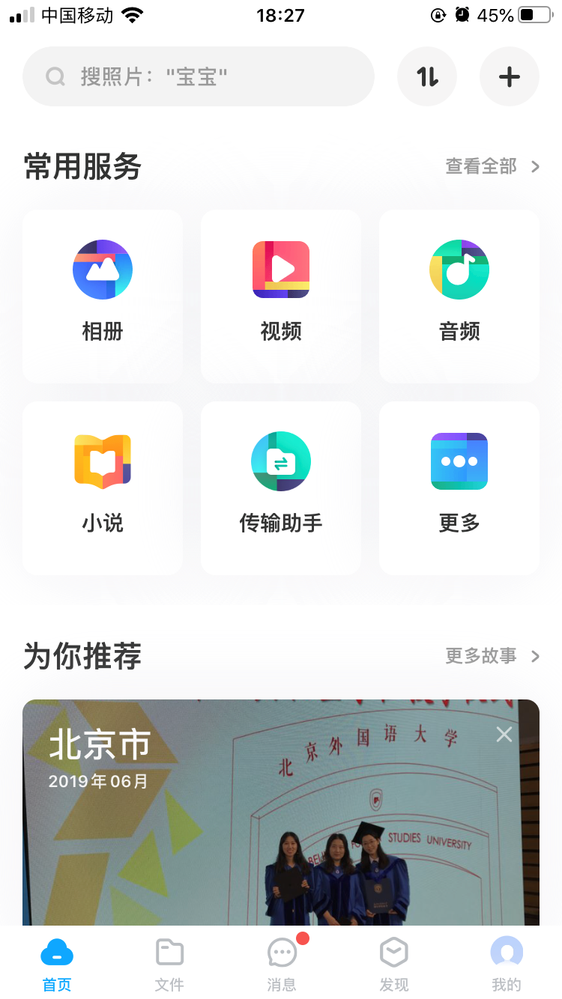 中国移动 18:27 45%
搜照片："宝宝"
常用服务 查看全部
相册 视频 音频
小说 传输助手 更多
为你推荐 更多故事
北京市
2019年06月
北京外国语大学
STUDIES UNIVERSITY
首页 文件 消息 发现 我的